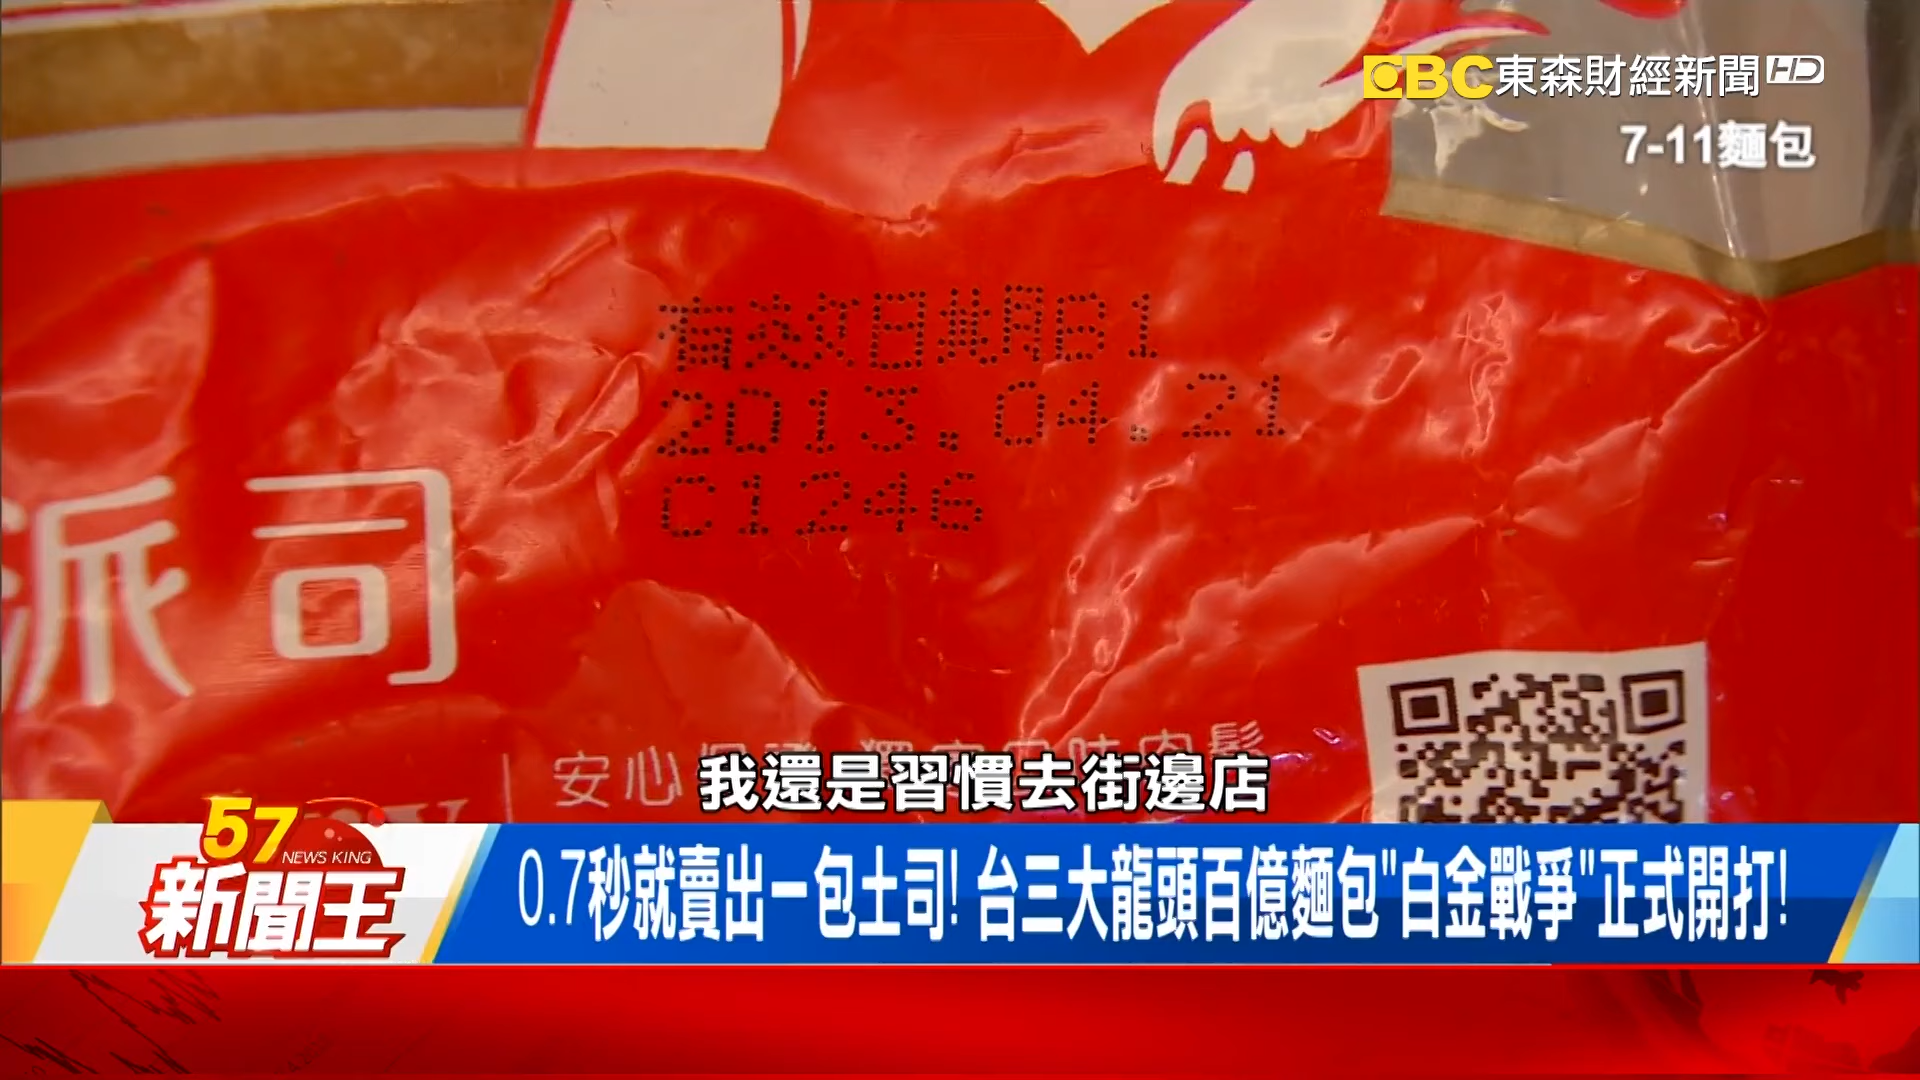 EBC東森財經新聞HD
7-11麵包
有效日期B1
2013.04.21
C1246
派司
安心
我還是習慣去街邊店
57
NEWS KING
新聞王
0.7秒就賣出一包土司! 台三大龍頭百億麵包"白金戰爭"正式開打!